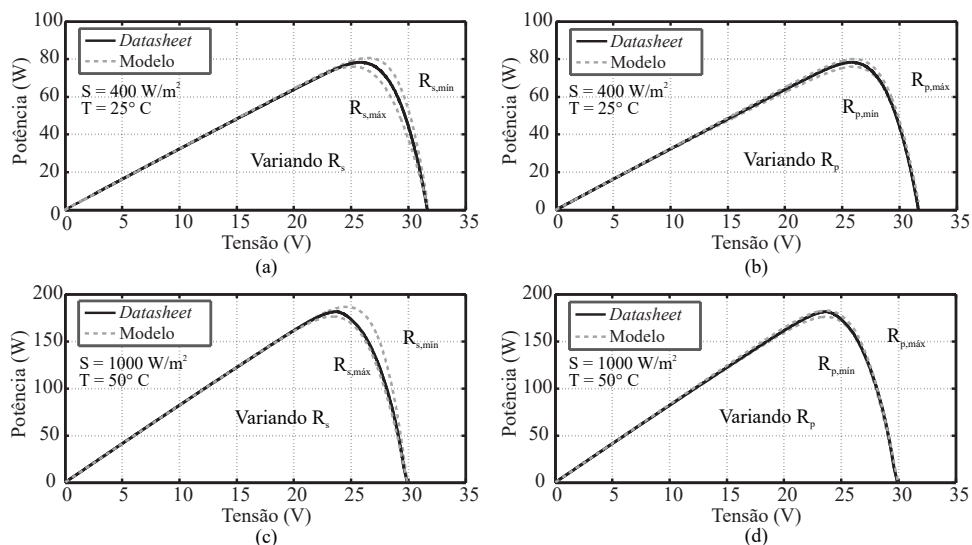 Datasheet
Modelo
S = 400 W/m²
T = 25° C
R_s,mín
R_s,máx
Variando R_s
Potência (W)
100
80
60
40
20
0
0 5 10 15 20 25 30 35
Tensão (V)
(a)
Datasheet
Modelo
S = 400 W/m²
T = 25° C
R_p,máx
R_p,mín
Variando R_p
Potência (W)
100
80
60
40
20
0
0 5 10 15 20 25 30 35
Tensão (V)
(b)
Datasheet
Modelo
S = 1000 W/m²
T = 50° C
R_s,mín
R_s,máx
Variando R_s
Potência (W)
200
150
100
50
0
0 5 10 15 20 25 30 35
Tensão (V)
(c)
Datasheet
Modelo
S = 1000 W/m²
T = 50° C
R_p,máx
R_p,mín
Variando R_p
Potência (W)
200
150
100
50
0
0 5 10 15 20 25 30 35
Tensão (V)
(d)